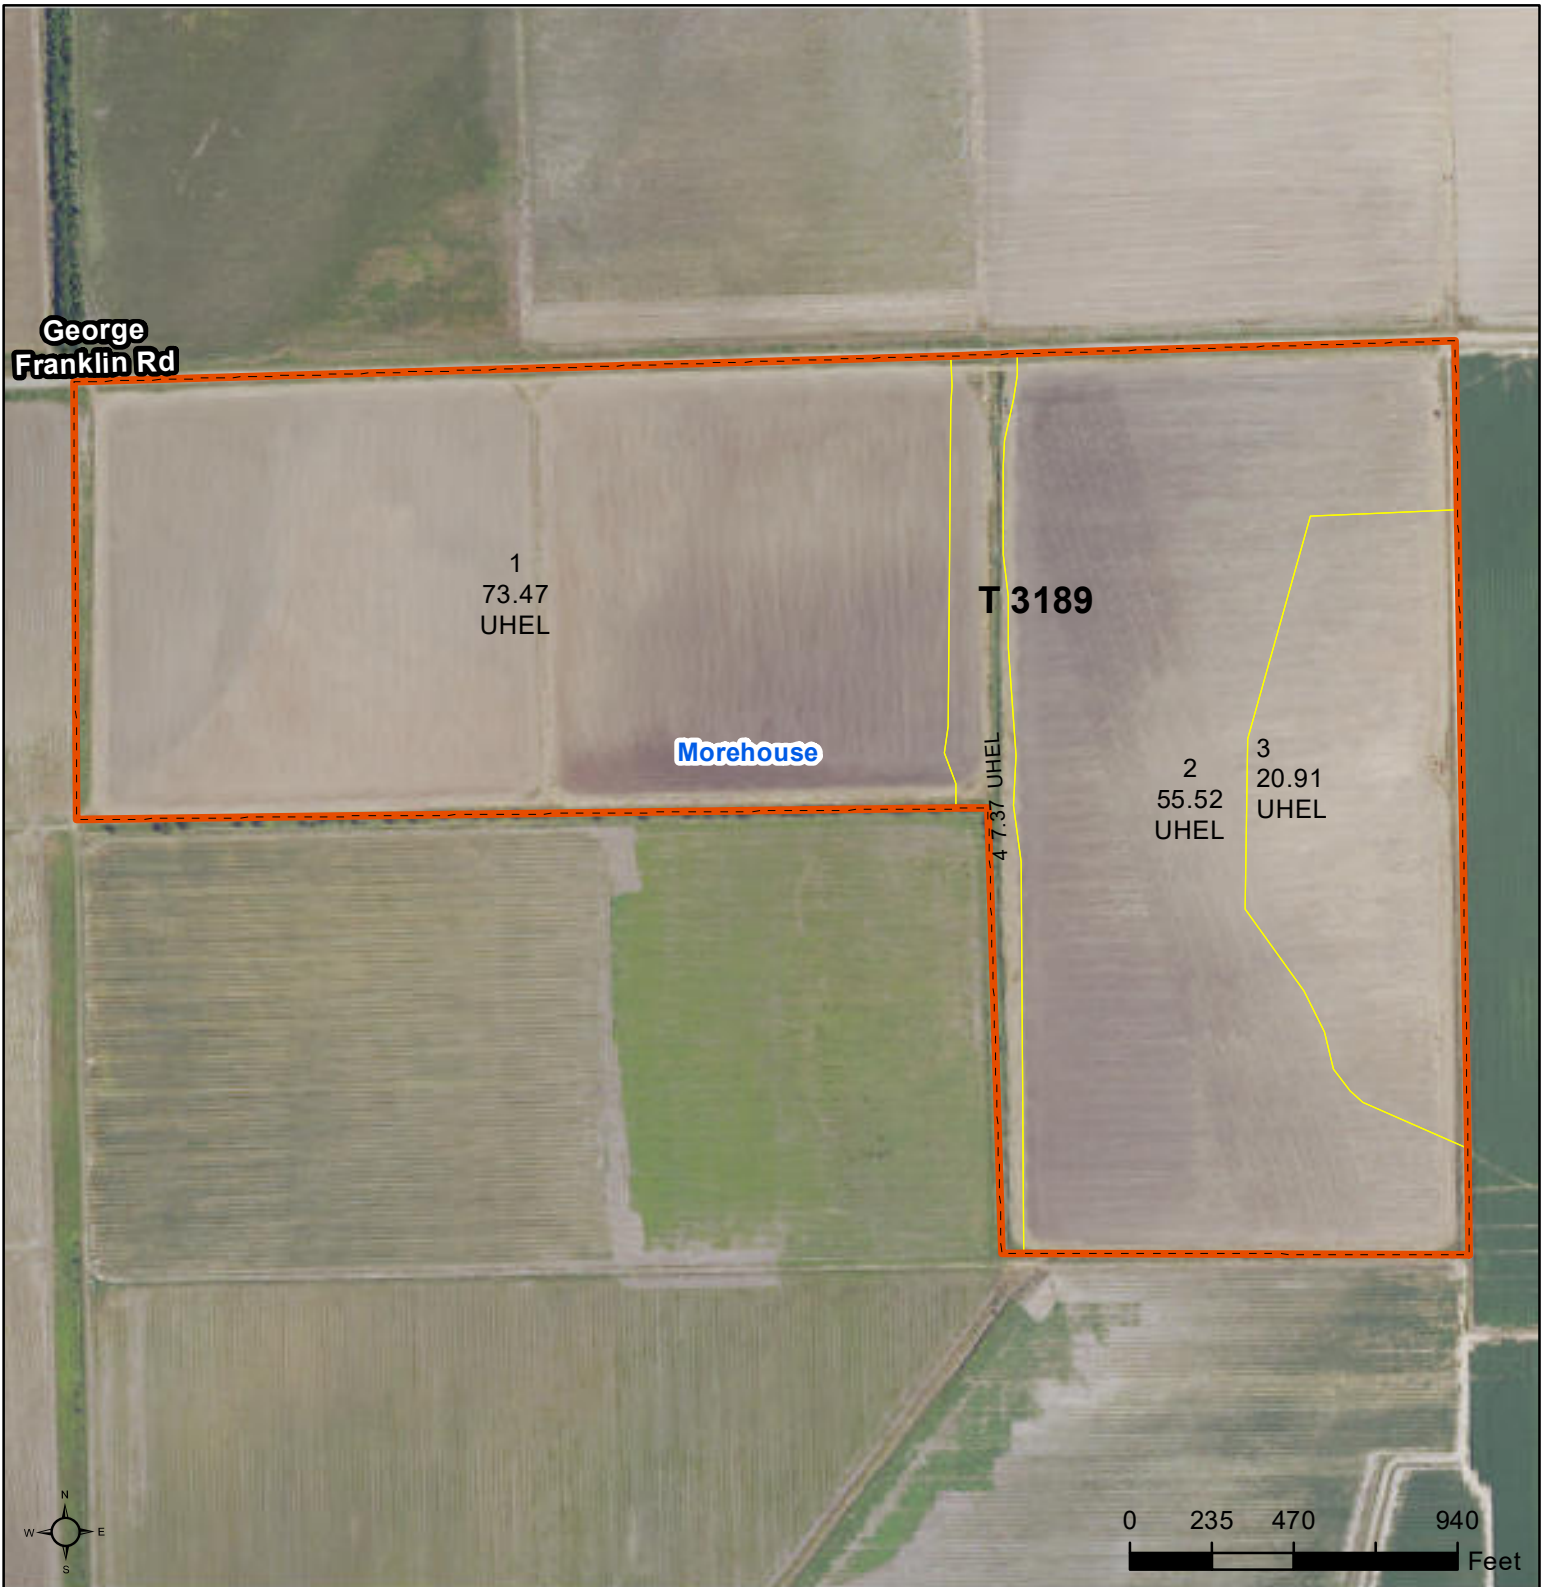 George
Franklin Rd
1
73.47
UHEL
T 3189
Morehouse
4 7.37 UHEL
2
55.52
UHEL
3
20.91
UHEL
N
W E
S
0 235 470 940
Feet